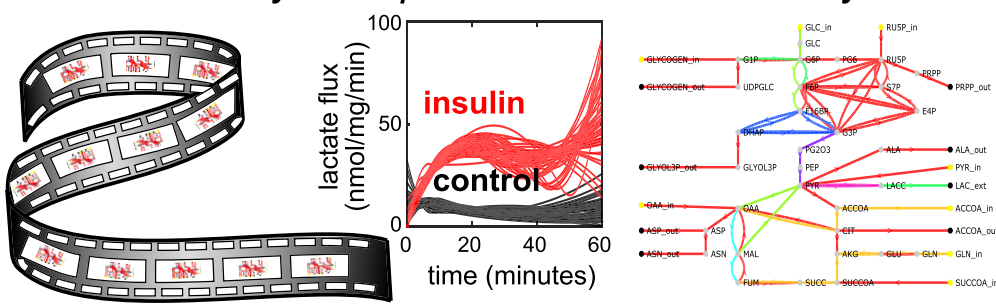 100
50
0
lactate flux
(nmol/mg/min)
insulin
control
0
20
40
60
time (minutes)
GLC_in
RU5P_in
GLC
GLYCOGEN_in
G1P
G6P
PG6
RU5P
PRPP
GLYCOGEN_out
UDPGLC
F6P
S7P
PRPP_out
F16BP
E4P
DHAP
G3P
PG2O3
ALA
ALA_out
GLYOL3P_out
GLYOL3P
PEP
PYR_in
PYR
LACC
LAC_ext
OAA_in
OAA
ACCOA
ACCOA_in
ASP_out
ASP
CIT
ACCOA_ou
ASN_out
ASN
MAL
AKG
GLU
GLN
GLN_in
FUM
SUCC
SUCCOA
SUCCOA_in